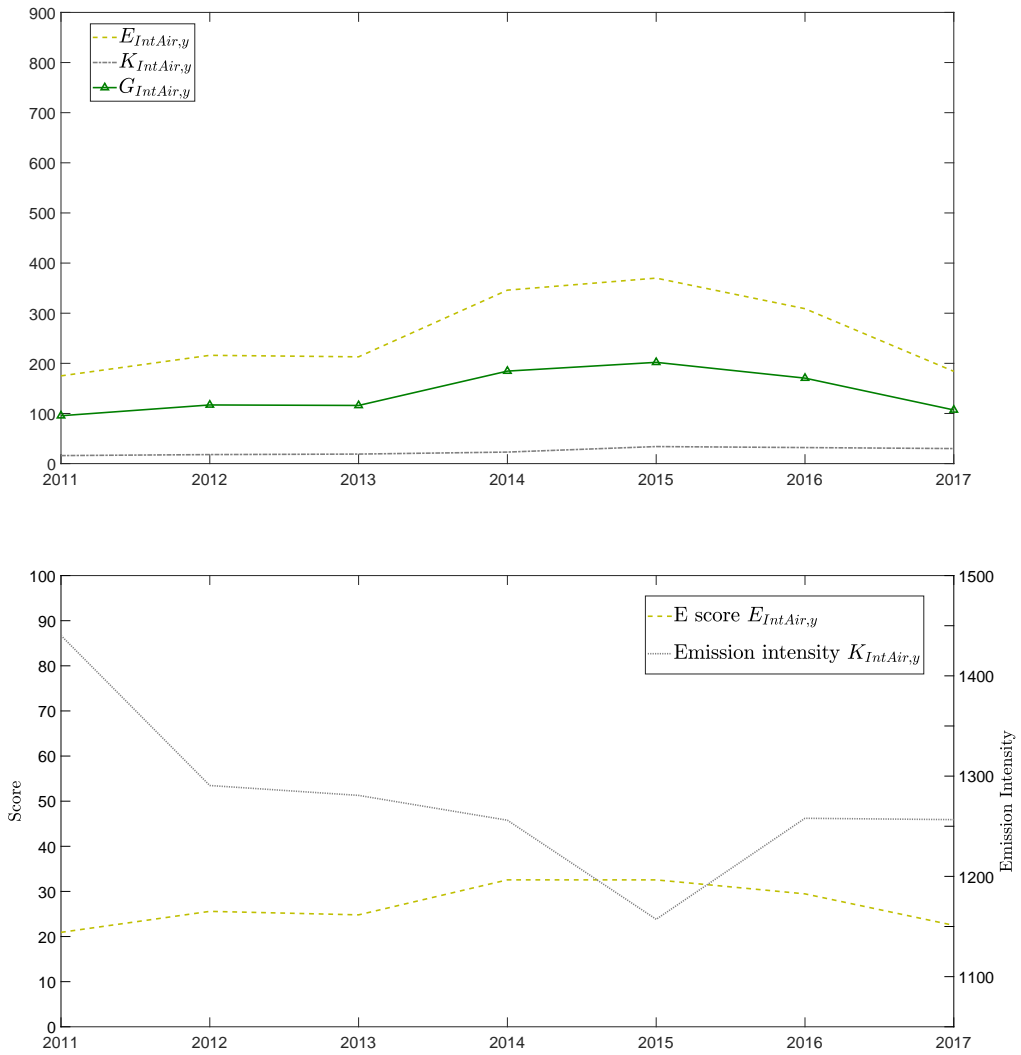 900
800
700
600
500
400
300
200
100
0
E_{IntAir,y}
K_{IntAir,y}
G_{IntAir,y}
2011 2012 2013 2014 2015 2016 2017
100
90
80
70
60
50
40
30
20
10
0
Score
E score E_{IntAir,y}
Emission intensity K_{IntAir,y}
1500
1400
1300
1200
1100
Emission Intensity
2011 2012 2013 2014 2015 2016 2017